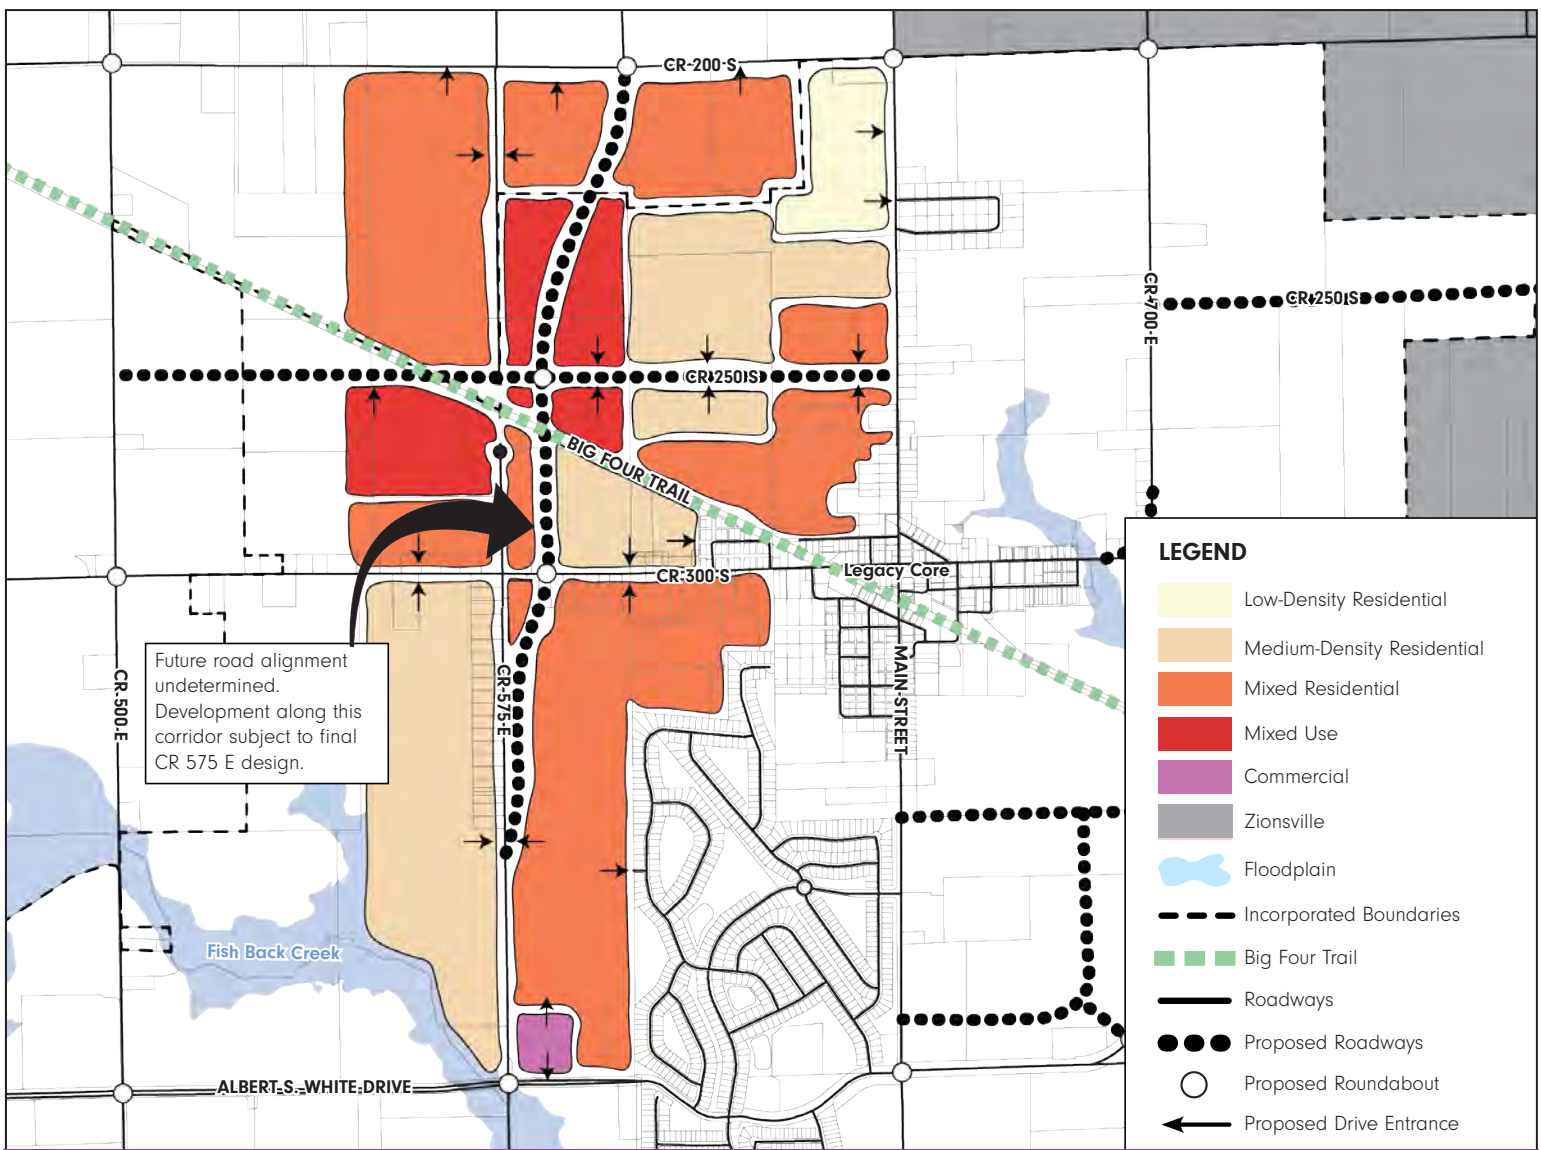 CR 200 S
CR 700 E
CR 250 S
CR 250 S
BIG FOUR TRAIL
CR 300 S
Legacy Core
Future road alignment
undetermined.
Development along this
corridor subject to final
CR 575 E design.
CR 500 E
CR 575 E
MAIN STREET
Fish Back Creek
ALBERT S. WHITE DRIVE
LEGEND
Low-Density Residential
Medium-Density Residential
Mixed Residential
Mixed Use
Commercial
Zionsville
Floodplain
Incorporated Boundaries
Big Four Trail
Roadways
Proposed Roadways
Proposed Roundabout
Proposed Drive Entrance